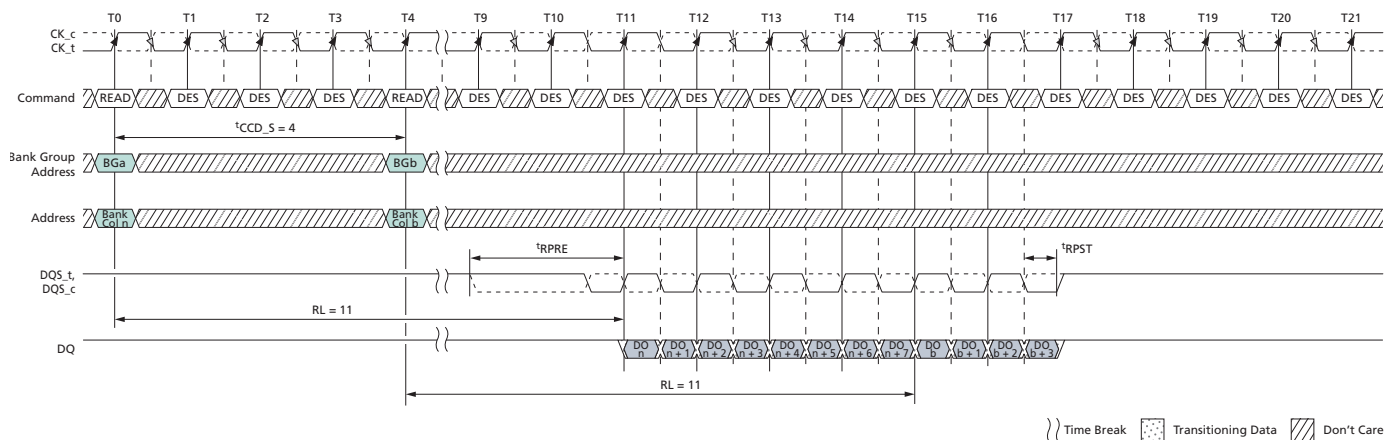 T0 T1 T2 T3 T4 T9 T10 T11 T12 T13 T14 T15 T16 T17 T18 T19 T20 T21
CK_c
CK_t
Command READ DES DES DES READ DES DES DES DES DES DES DES DES DES DES DES DES DES
tCCD_S = 4
Bank Group
Address
BGa BGb
Address
Bank
Col n
Bank
Col b
tRPRE tRPST
DQS_t,
DQS_c
RL = 11
DQ
DO
n
DO
n + 1
DO
n + 2
DO
n + 3
DO
n + 4
DO
n + 5
DO
n + 6
DO
n + 7
DO
b
DO
b + 1
DO
b + 2
DO
b + 3
RL = 11
Time Break Transitioning Data Don't Care